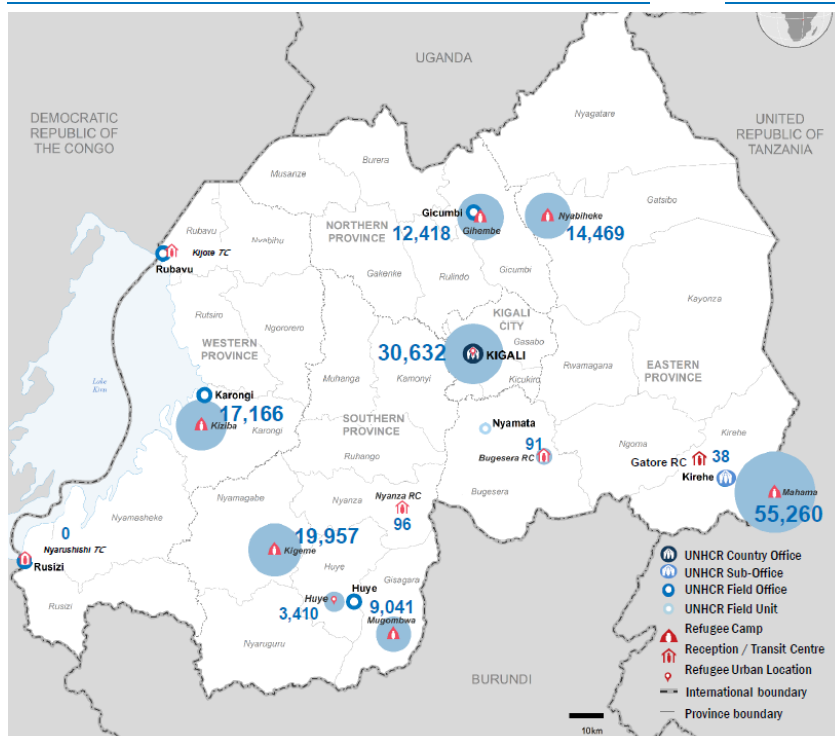 UGANDA
DEMOCRATIC
REPUBLIC OF
THE CONGO
UNITED
REPUBLIC OF
TANZANIA
Nyagatare
Burera
Musanze
Gatsibo
Gicumbi
Nyabiheke
NORTHERN
PROVINCE
12,418
Gihembe
14,469
Rubavu
Nyabihu
Kijote TC
Rubavu
Gakenke
Rulindo
Gicumbi
Kayonza
Rutsiro
Ngororero
KIGALI
CITY
WESTERN
PROVINCE
30,632
KIGALI
Gasabo
Kicukiro
Rwamagana
EASTERN
PROVINCE
Muhanga
Kamonyi
Lake
Kivu
Karongi
17,166
Kiziba
Karongi
SOUTHERN
PROVINCE
Ruhango
Nyamata
91
Bugesera RC
Bugesera
Ngoma
Kirehe
Gatore RC
38
Kirehe
Mahama
55,260
Nyamagabe
Nyanza
Nyanza RC
96
Nyamasheke
0
Nyarushishi TC
Rusizi
Rusizi
19,957
Kigeme
Huye
Gisagara
Huye
Huye
3,410
9,041
Mugombwa
Nyaruguru
BURUNDI
UNHCR Country Office
UNHCR Sub-Office
UNHCR Field Office
UNHCR Field Unit
Refugee Camp
Reception / Transit Centre
Refugee Urban Location
International boundary
Province boundary
10km